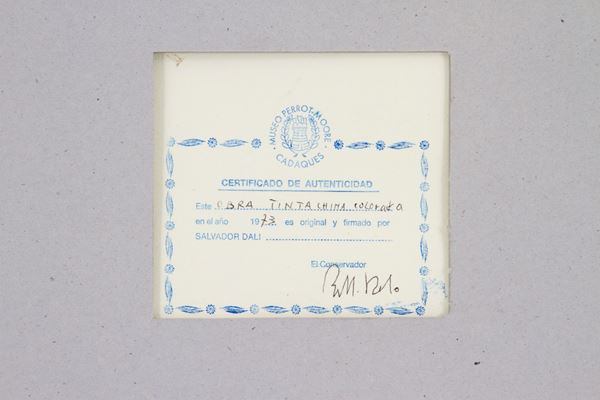 MUSEO PERROT-MOORE
CADAQUES
CERTIFICADO DE AUTENTICIDAD
Este OBRA TINTA CHINA coloreada
en el año 1973 es original y firmado por
SALVADOR DALI
El Conservador